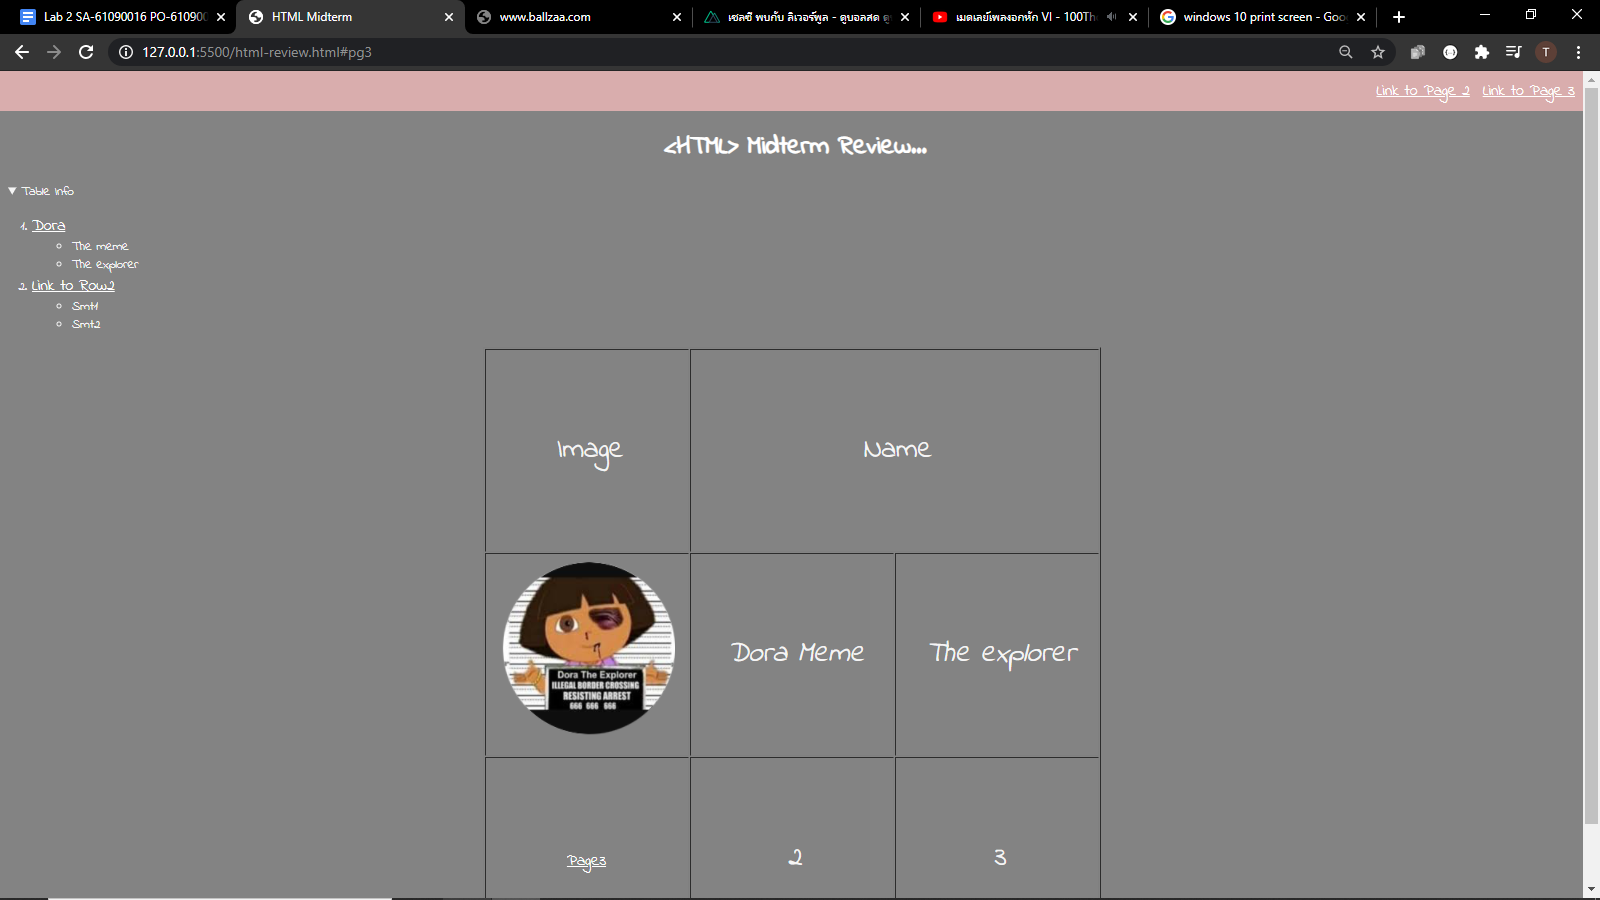 Lab 2 SA-61090016 PO-61090
HTML Midterm
www.ballzaa.com
เชลซี พบกับ ลิเวอร์พูล - ดูบอลสด
เมดเลย์เพลงอกหัก VI - 100Th
windows 10 print screen - Goo
127.0.0.1:5500/html-review.html#pg3
T
Link to Page 2 Link to Page 3
<HTML> Midterm Review...
Table Info
1. Dora
The meme
The explorer
2. Link to Row2
Smt1
Smt2
Image Name
Dora The Explorer
ILLEGAL BORDER CROSSING
RESISTING ARREST
666 666 666
Dora Meme The explorer
Page3 2 3